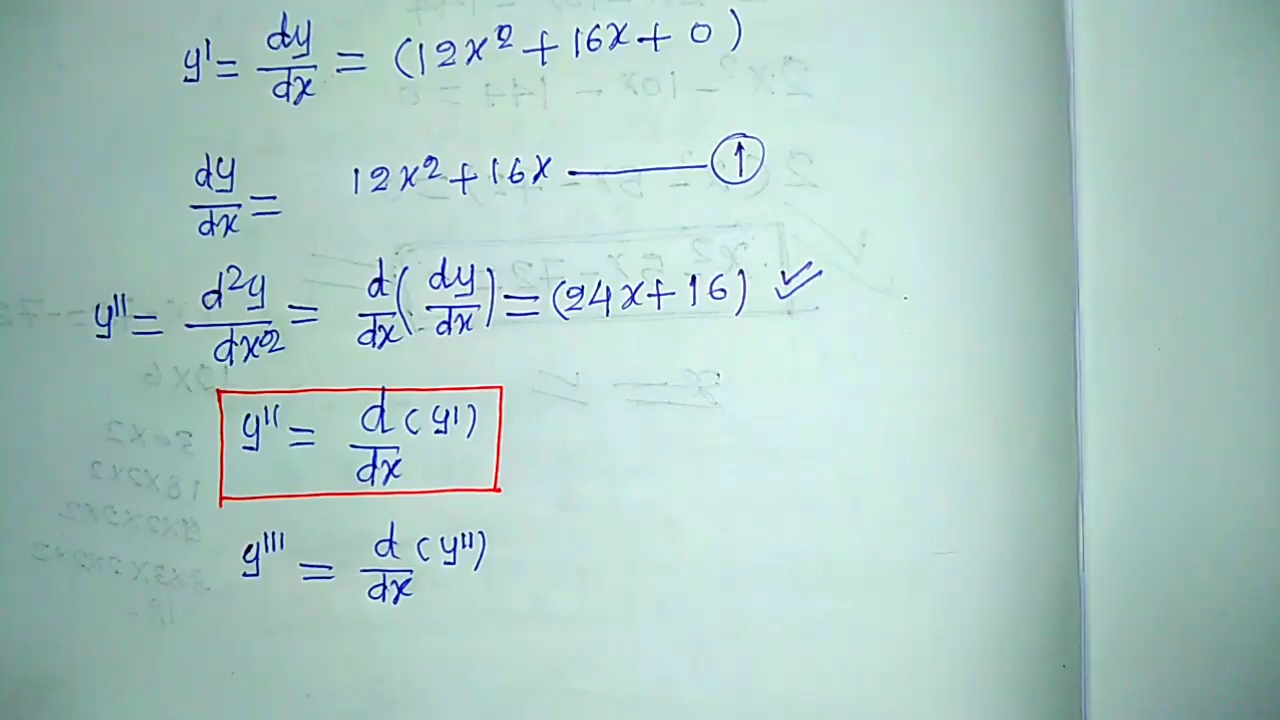 y' = dy/dx = (12x² + 16x + 0)
dy/dx = 12x² + 16x ——— ①
y'' = d²y/dx² = d/dx (dy/dx) = (24x + 16) ✓
y'' = d/dx (y')
y''' = d/dx (y'')